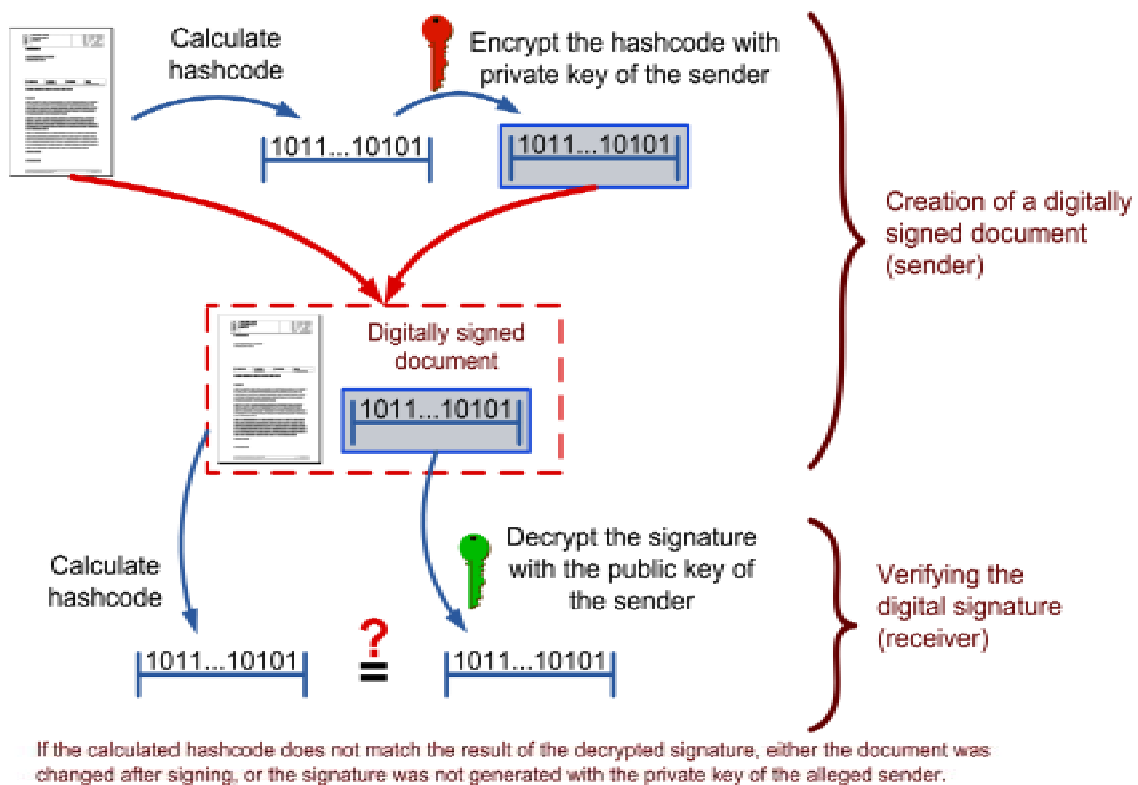 Calculate
hashcode
Encrypt the hashcode with
private key of the sender
1011...10101
1011...10101
Creation of a digitally
signed document
(sender)
Digitally signed
document
1011...10101
Calculate
hashcode
Decrypt the signature
with the public key of
the sender
Verifying the
digital signature
(receiver)
1011...10101
?
=
1011...10101
If the calculated hashcode does not match the result of the decrypted signature, either the document was
changed after signing, or the signature was not generated with the private key of the alleged sender.